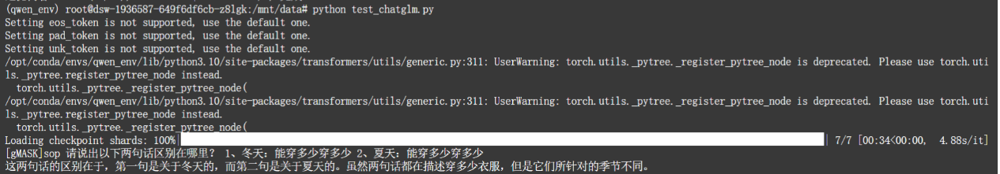 (qwen_env) root@dsw-1936587-649f6df6cb-z8lgk:/mnt/data# python test_chatglm.py
Setting eos_token is not supported, use the default one.
Setting pad_token is not supported, use the default one.
Setting unk_token is not supported, use the default one.
/opt/conda/envs/qwen_env/lib/python3.10/site-packages/transformers/utils/generic.py:311: UserWarning: torch.utils._pytree._register_pytree_node is deprecated. Please use torch.uti
ls._pytree.register_pytree_node instead.
  torch.utils._pytree._register_pytree_node(
/opt/conda/envs/qwen_env/lib/python3.10/site-packages/transformers/utils/generic.py:311: UserWarning: torch.utils._pytree._register_pytree_node is deprecated. Please use torch.uti
ls._pytree.register_pytree_node instead.
  torch.utils._pytree._register_pytree_node(
Loading checkpoint shards: 100%| | 7/7 [00:34<00:00,  4.88s/it]
[gMASK]sop 请说出以下两句话区别在哪里？ 1、冬天：能穿多少穿多少 2、夏天：能穿多少穿多少
这两句话的区别在于，第一句是关于冬天的，而第二句是关于夏天的。虽然两句话都在描述穿多少衣服，但是它们所针对的季节不同。